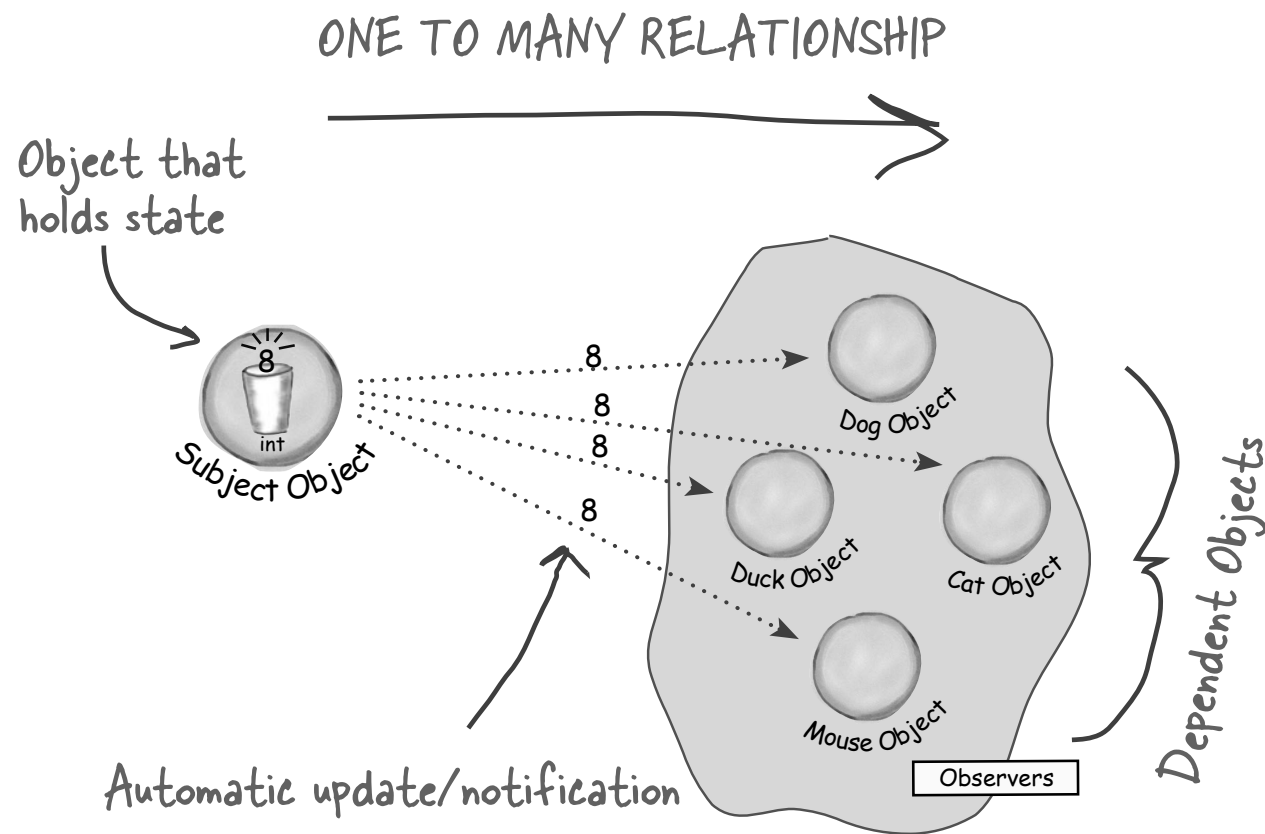 ONE TO MANY RELATIONSHIP
Object that
holds state
8
int
Subject Object
8
8
8
8
Dog Object
Duck Object
Cat Object
Mouse Object
Observers
Dependent Objects
Automatic update/notification